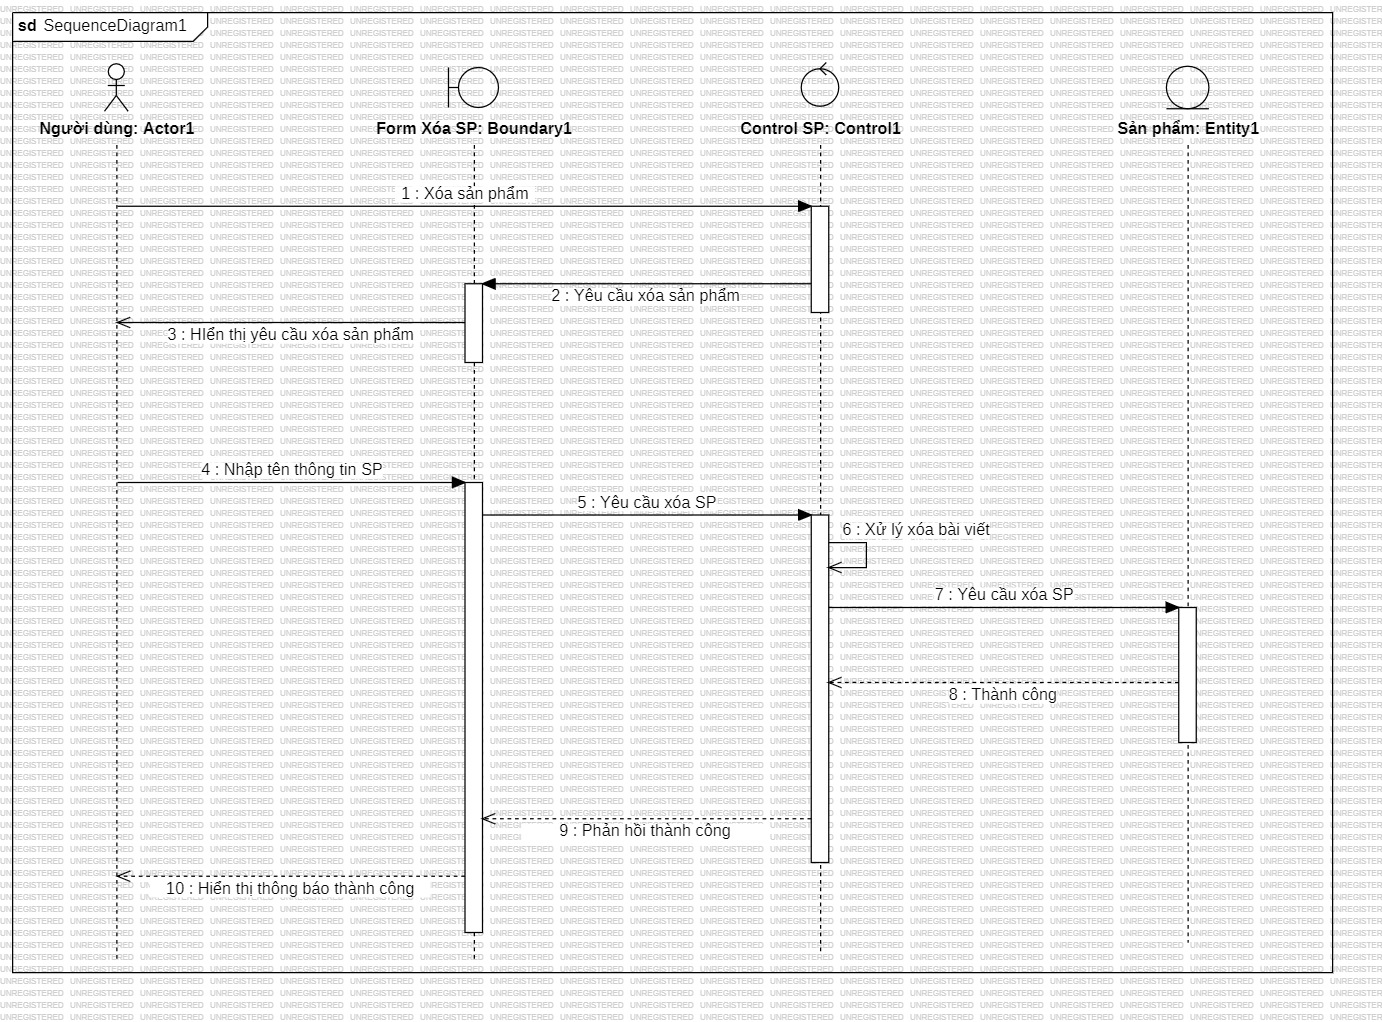 sd SequenceDiagram1
Người dùng: Actor1
Form Xóa SP: Boundary1
Control SP: Control1
Sản phẩm: Entity1
1 : Xóa sản phẩm
2 : Yêu cầu xóa sản phẩm
3 : HIển thị yêu cầu xóa sản phẩm
4 : Nhập tên thông tin SP
5 : Yêu cầu xóa SP
6 : Xử lý xóa bài viết
7 : Yêu cầu xóa SP
8 : Thành công
9 : Phản hồi thành công
10 : Hiển thị thông báo thành công
UNREGISTERED